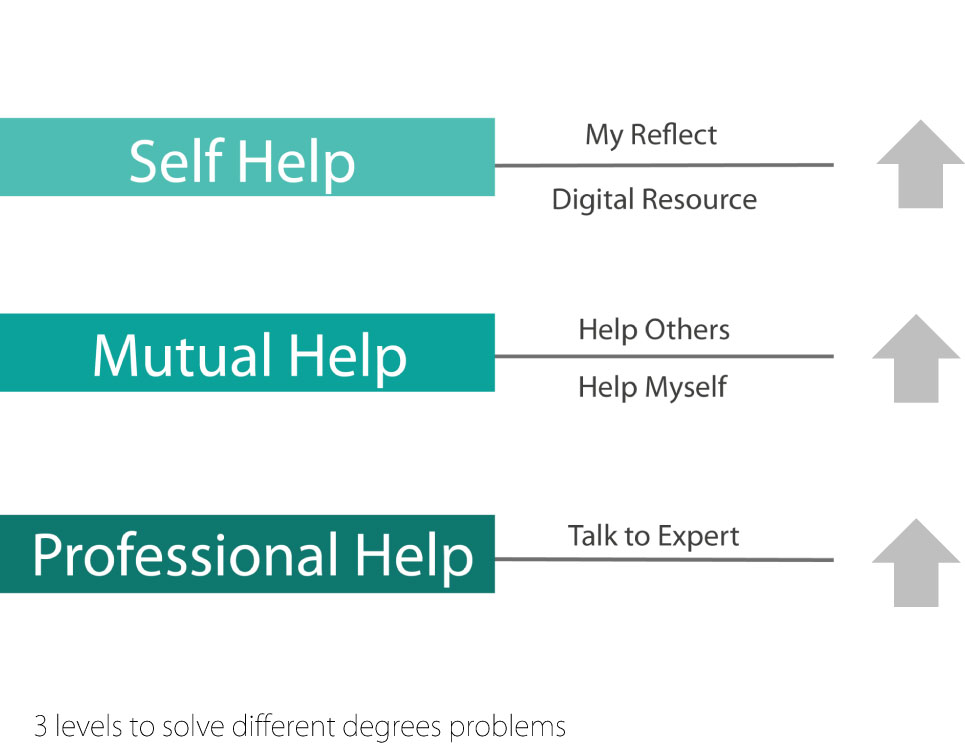 My Reflect
Self Help
Digital Resource
Help Others
Mutual Help
Help Myself
Talk to Expert
Professional Help
3 levels to solve different degrees problems